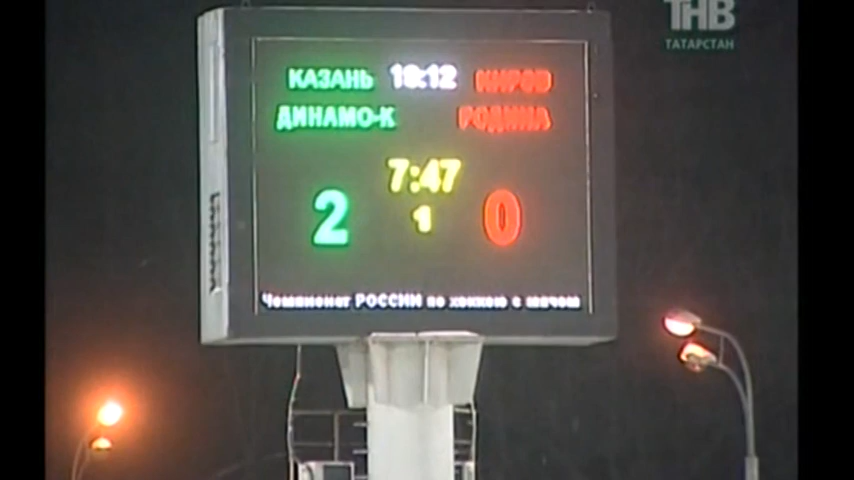 ТНВ
ТАТАРСТАН
КАЗАНЬ 18:12 КИРОВ
ДИНАМО-К РОДИНА
7:47
2 1 0
Чемпионат РОССИИ по хоккею с мячом